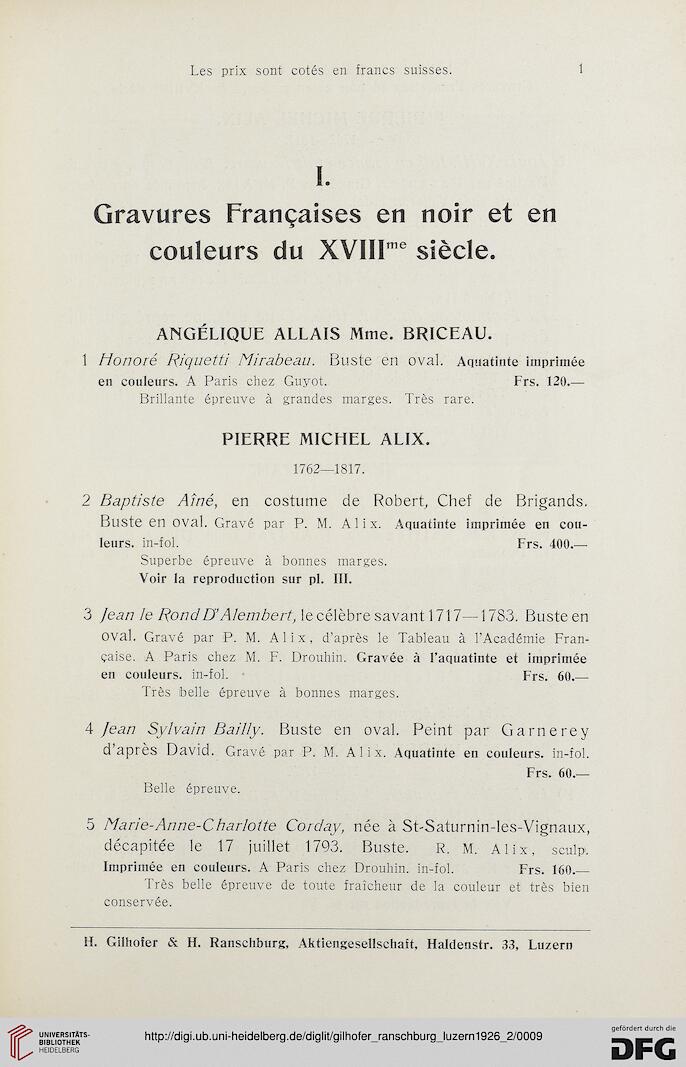 Les prix sont cotés en francs suisses. 1
I.
Gravures Françaises en noir et en
couleurs du XVIIIme siècle.
ANGÉLIQUE ALLAIS Mme. BRICEAU.
1 Honoré Riquetti Mirabeau. Buste en oval. Aquatinte imprimée
en couleurs. A Paris chez Guyot. Frs. 120.—
Brillante épreuve à grandes marges. Très rare.
PIERRE MICHEL ALIX.
1762—1817.
2 Baptiste Aîné, en costume de Robert, Chef de Brigands.
Buste en oval. Gravé par P. M. Alix. Aquatinte imprimée en cou-
leurs. in-fol. Frs. 400.—
Superbe épreuve à bonnes marges.
Voir la reproduction sur pl. III.
3 Jean le Rond D'Alembert, le célèbre savant 1717—1783. Buste en
oval. Gravé par P. M. Alix, d'après le Tableau à l'Académie Fran-
çaise. A Paris chez M. F. Drouhin. Gravée à l'aquatinte et imprimée
en couleurs. in-fol. Frs. 60.—
Très belle épreuve à bonnes marges.
4 Jean Sylvain Bailly. Buste en oval. Peint par Garnerey
d'après David. Gravé par P. M. Alix. Aquatinte en couleurs. in-fol.
Frs. 60.—
Belle épreuve.
5 Marie-Anne-Charlotte Corday, née à St-Saturnin-les-Vignaux,
décapitée le 17 juillet 1793. Buste. R. M. Alix, sculp.
Imprimée en couleurs. A Paris chez Drouhin. in-fol. Frs. 160.—
Très belle épreuve de toute fraîcheur de la couleur et très bien
conservée.
H. Gilhofer & H. Ranschburg, Aktiengesellschaft, Haldenstr. 33, Luzern
UNIVERSITÄTS-
BIBLIOTHEK
HEIDELBERG
http://digi.ub.uni-heidelberg.de/diglit/gilhofer_ranschburg_luzern1926_2/0009
gefördert durch die
DFG